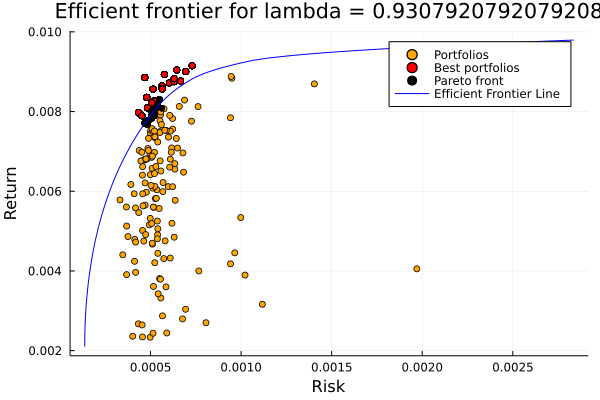 Efficient frontier for lambda = 0.9307920792079208
0.010
0.008
0.006
0.004
0.002
Return
Portfolios
Best portfolios
Pareto front
Efficient Frontier Line
0.0005
0.0010
0.0015
0.0020
0.0025
Risk